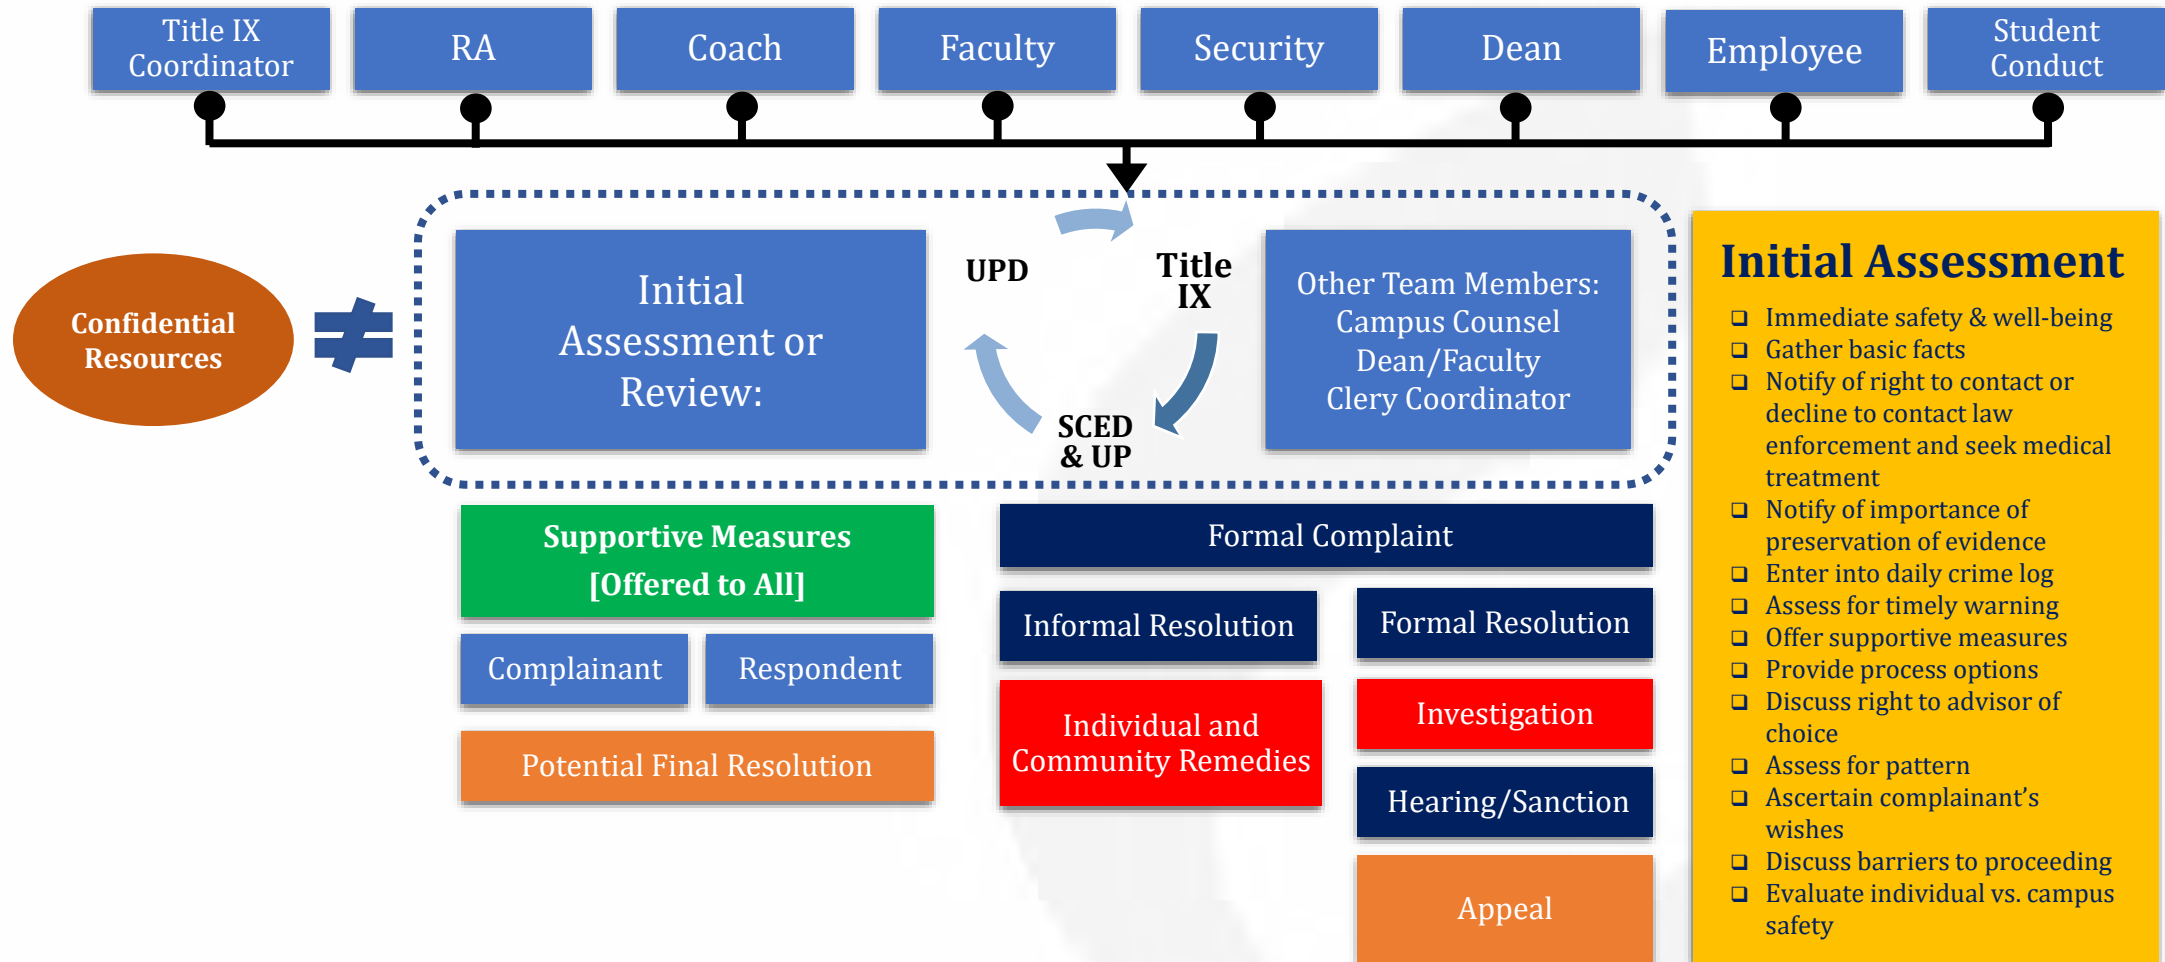 Title IX
Coordinator
RA
Coach
Faculty
Security
Dean
Employee
Student
Conduct
Confidential
Resources
Initial
Assessment or
Review:
UPD
Title
IX
SCED
& UP
Other Team Members:
Campus Counsel
Dean/Faculty
Clery Coordinator
Supportive Measures
[Offered to All]
Complainant
Respondent
Potential Final Resolution
Formal Complaint
Informal Resolution
Individual and
Community Remedies
Formal Resolution
Investigation
Hearing/Sanction
Appeal
Initial Assessment
Immediate safety & well-being
Gather basic facts
Notify of right to contact or
decline to contact law
enforcement and seek medical
treatment
Notify of importance of
preservation of evidence
Enter into daily crime log
Assess for timely warning
Offer supportive measures
Provide process options
Discuss right to advisor of
choice
Assess for pattern
Ascertain complainant’s
wishes
Discuss barriers to proceeding
Evaluate individual vs. campus
safety